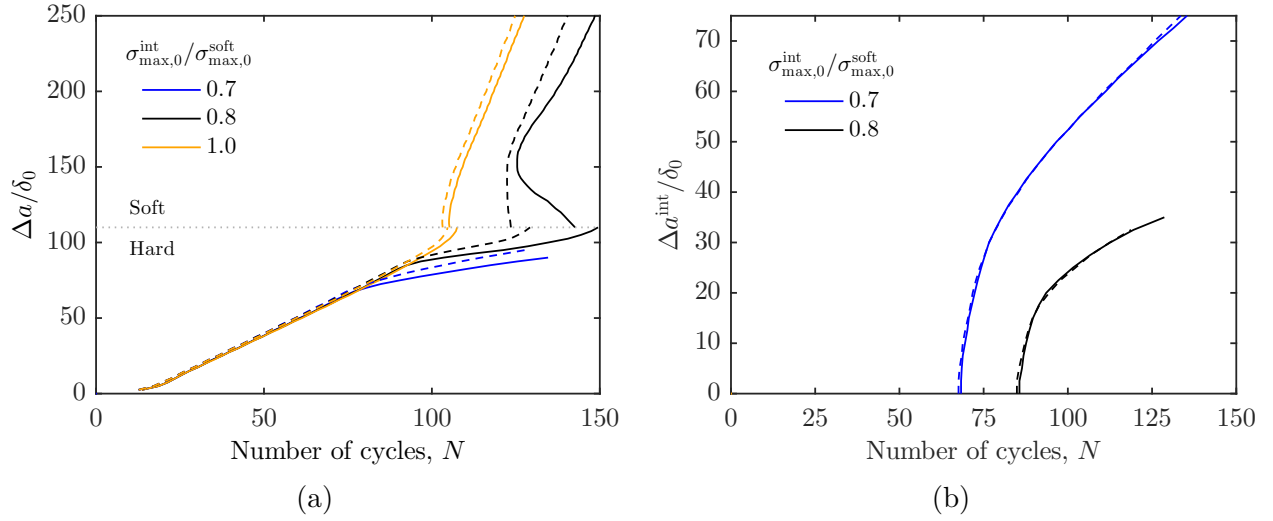 250
200
150
100
50
0
Δa/δ₀
σ^int_max,0/σ^soft_max,0
0.7
0.8
1.0
Soft
Hard
0 50 100 150
Number of cycles, N
(a)
70
60
50
40
30
20
10
0
Δa^int/δ₀
σ^int_max,0/σ^soft_max,0
0.7
0.8
0 25 50 75 100 125 150
Number of cycles, N
(b)